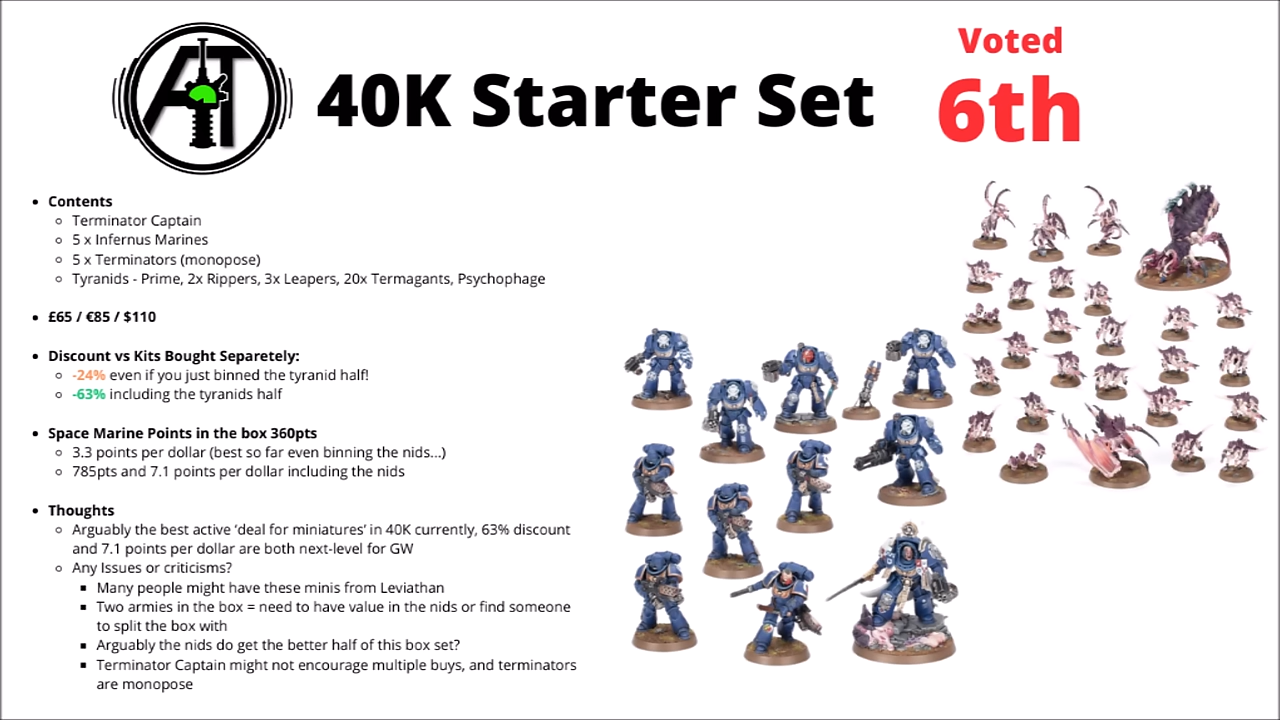 AT
40K Starter Set
Voted
6th
Contents
Terminator Captain
5 x Infernus Marines
5 x Terminators (monopose)
Tyranids - Prime, 2x Rippers, 3x Leapers, 20x Termagants, Psychophage
£65 / €85 / $110
Discount vs Kits Bought Separetely:
-24% even if you just binned the tyranid half!
-63% including the tyranids half
Space Marine Points in the box 360pts
3.3 points per dollar (best so far even binning the nids...)
785pts and 7.1 points per dollar including the nids
Thoughts
Arguably the best active ‘deal for miniatures’ in 40K currently, 63% discount
and 7.1 points per dollar are both next-level for GW
Any Issues or criticisms?
Many people might have these minis from Leviathan
Two armies in the box = need to have value in the nids or find someone
to split the box with
Arguably the nids do get the better half of this box set?
Terminator Captain might not encourage multiple buys, and terminators
are monopose